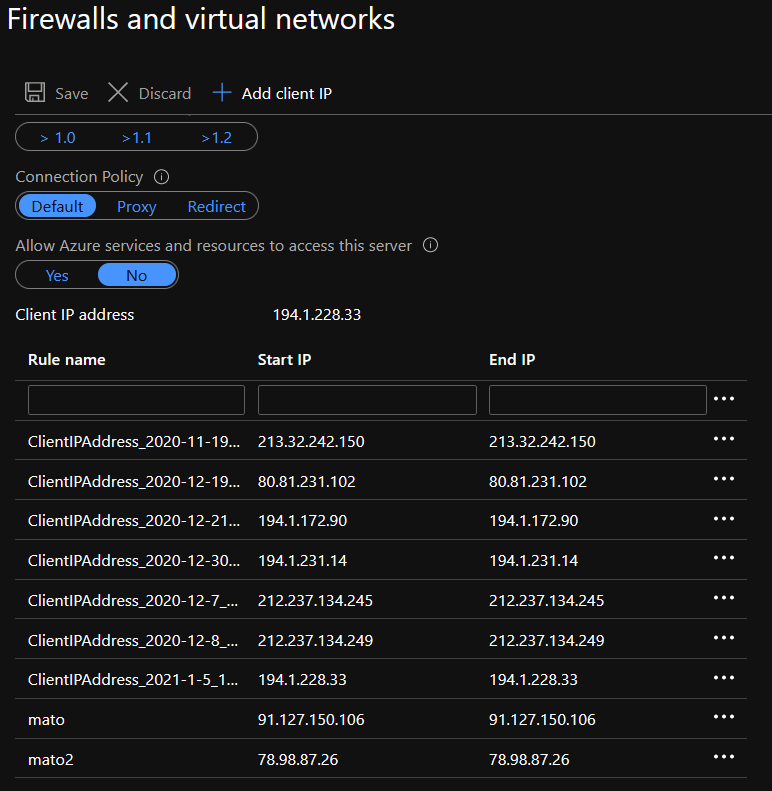 Firewalls and virtual networks
Save Discard Add client IP
> 1.0 >1.1 >1.2
Connection Policy
Default Proxy Redirect
Allow Azure services and resources to access this server
Yes No
Client IP address 194.1.228.33
Rule name Start IP End IP
ClientIPAddress_2020-11-19... 213.32.242.150 213.32.242.150
ClientIPAddress_2020-12-19... 80.81.231.102 80.81.231.102
ClientIPAddress_2020-12-21... 194.1.172.90 194.1.172.90
ClientIPAddress_2020-12-30... 194.1.231.14 194.1.231.14
ClientIPAddress_2020-12-7_... 212.237.134.245 212.237.134.245
ClientIPAddress_2020-12-8_... 212.237.134.249 212.237.134.249
ClientIPAddress_2021-1-5_1... 194.1.228.33 194.1.228.33
mato 91.127.150.106 91.127.150.106
mato2 78.98.87.26 78.98.87.26